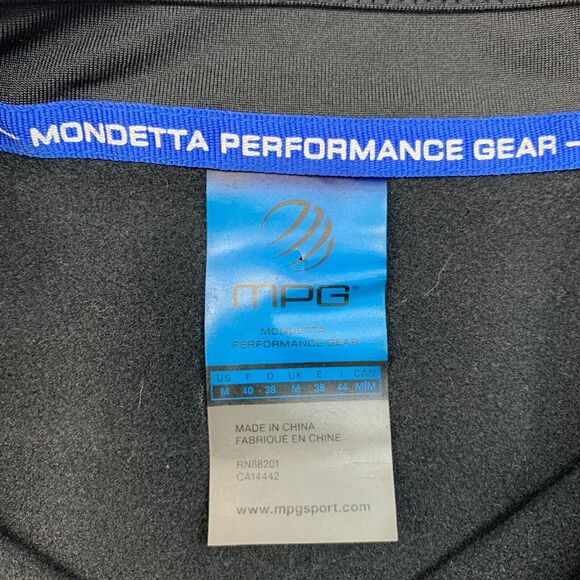 MONDETTA PERFORMANCE GEAR
MPG®
MONDETTA
PERFORMANCE GEAR
US F D UK E I CAN
M 40 38 M 38 44 M|M
MADE IN CHINA
FABRIQUE EN CHINE
RN88201
CA14442
www.mpgsport.com